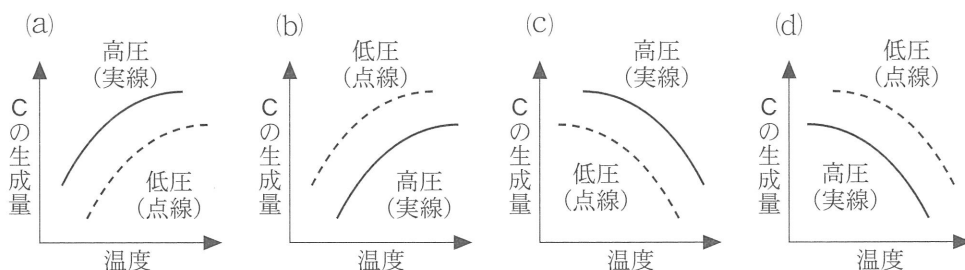 (a)
高圧
(実線)
Cの生成量
低圧
(点線)
温度
(b)
低圧
(点線)
Cの生成量
高圧
(実線)
温度
(c)
高圧
(実線)
Cの生成量
低圧
(点線)
温度
(d)
低圧
(点線)
Cの生成量
高圧
(実線)
温度